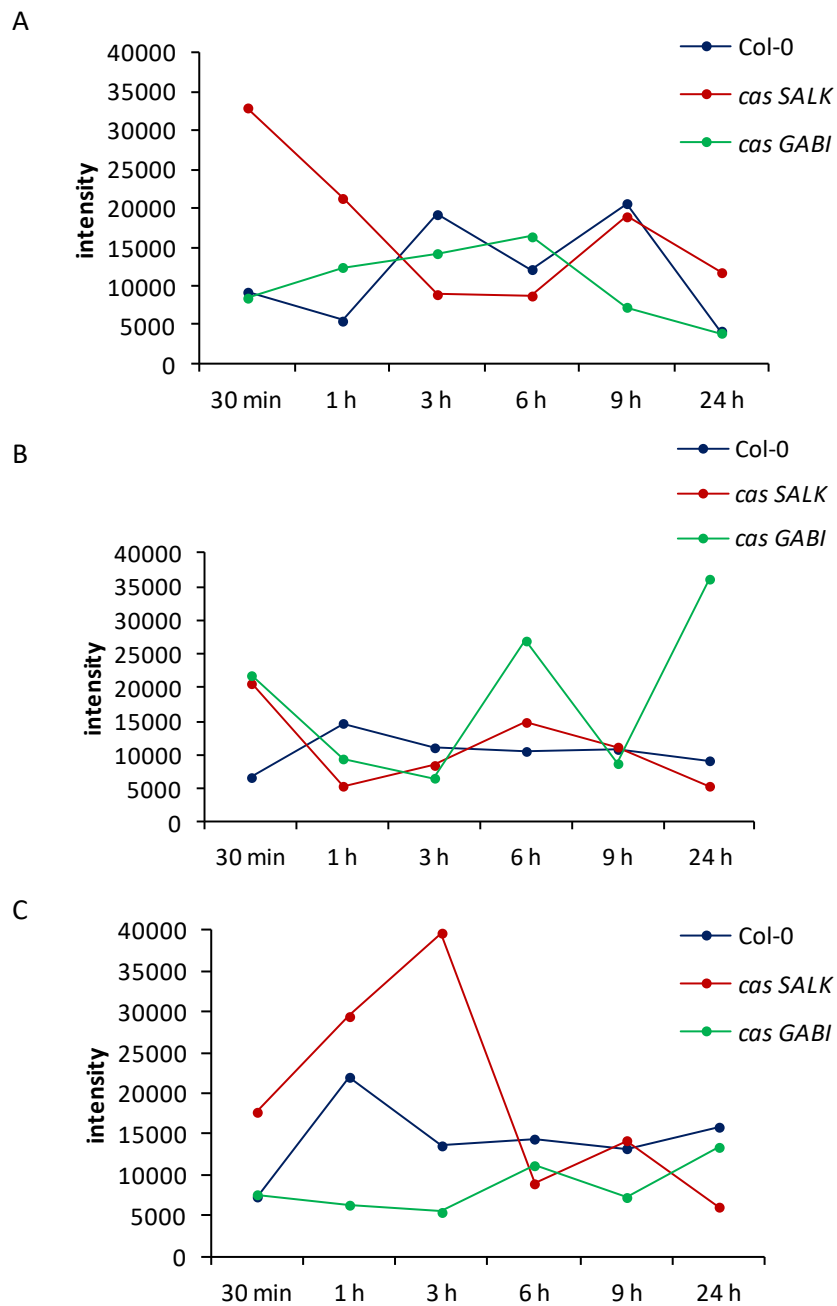 A
Col-0
cas SALK
cas GABI
40000
35000
30000
25000
20000
15000
10000
5000
0
intensity
30 min 1 h 3 h 6 h 9 h 24 h
B
Col-0
cas SALK
cas GABI
40000
35000
30000
25000
20000
15000
10000
5000
0
intensity
30 min 1 h 3 h 6 h 9 h 24 h
C
Col-0
cas SALK
cas GABI
40000
35000
30000
25000
20000
15000
10000
5000
0
intensity
30 min 1 h 3 h 6 h 9 h 24 h